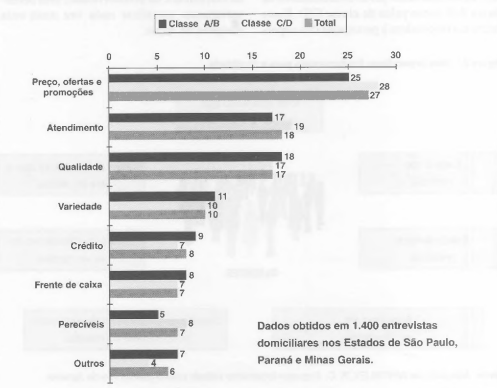 Classe A/B Classe C/D Total
0 5 10 15 20 25 30
Preço, ofertas e
promoções
25
28
27
Atendimento
17
19
18
Qualidade
18
17
17
Variedade
11
10
10
Crédito
9
7
8
Frente de caixa
8
7
7
Perecíveis
5
8
7
Outros
7
4
6
Dados obtidos em 1.400 entrevistas
domiciliares nos Estados de São Paulo,
Paraná e Minas Gerais.